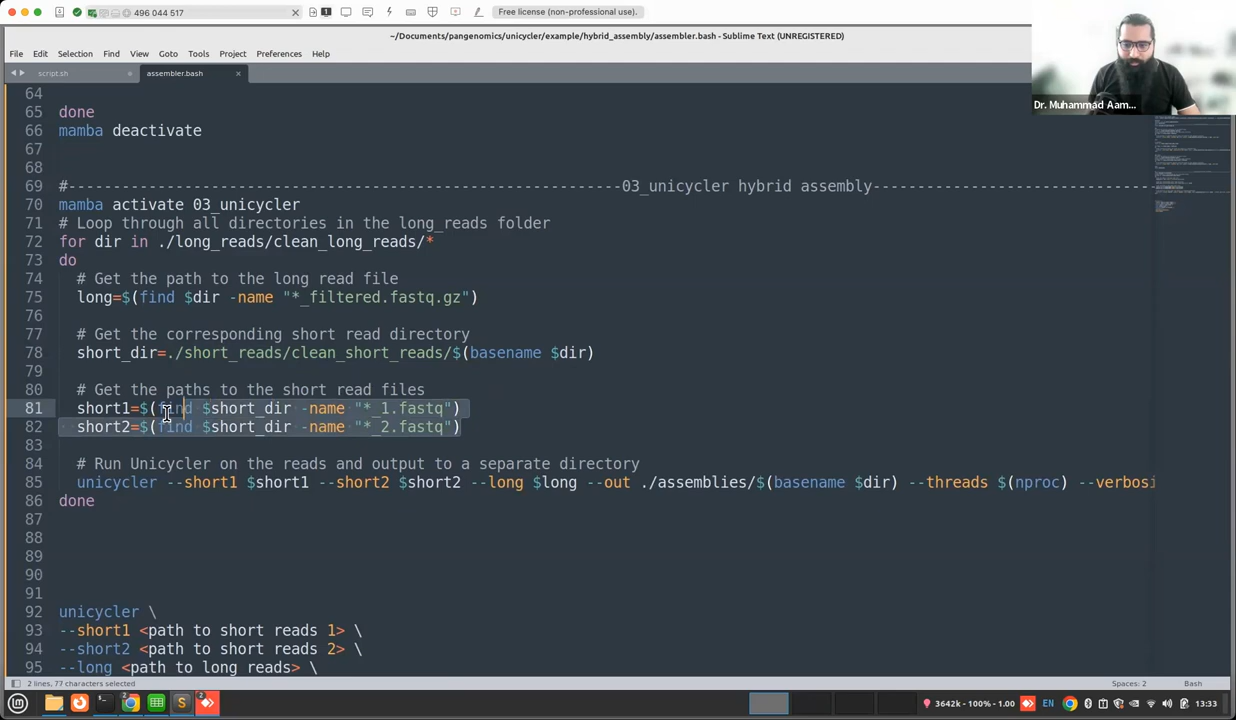 496 044 517
Free license (non-professional use).
~/Documents/pangenomics/unicycler/example/hybrid_assembly/assembler.bash - Sublime Text (UNREGISTERED)
File Edit Selection Find View Goto Tools Project Preferences Help
script.sh
assembler.bash
Dr. Muhammad Aam...
64
65 done
66 mamba deactivate
67
68
69 #--------------------------------------------------------------03_unicycler hybrid assembly-------------------------------
70 mamba activate 03_unicycler
71 # Loop through all directories in the long_reads folder
72 for dir in ./long_reads/clean_long_reads/*
73 do
74 # Get the path to the long read file
75 long=$(find $dir -name "*_filtered.fastq.gz")
76
77 # Get the corresponding short read directory
78 short_dir=./short_reads/clean_short_reads/$(basename $dir)
79
80 # Get the paths to the short read files
81 short1=$(find $short_dir -name "*_1.fastq")
82 short2=$(find $short_dir -name "*_2.fastq")
83
84 # Run Unicycler on the reads and output to a separate directory
85 unicycler --short1 $short1 --short2 $short2 --long $long --out ./assemblies/$(basename $dir) --threads $(nproc) --verbosi
86 done
87
88
89
90
91
92 unicycler \
93 --short1 <path to short reads 1> \
94 --short2 <path to short reads 2> \
95 --long <path to long reads> \
2 lines, 77 characters selected
Spaces: 2
Bash
3642k - 100% - 1.00
EN
13:33